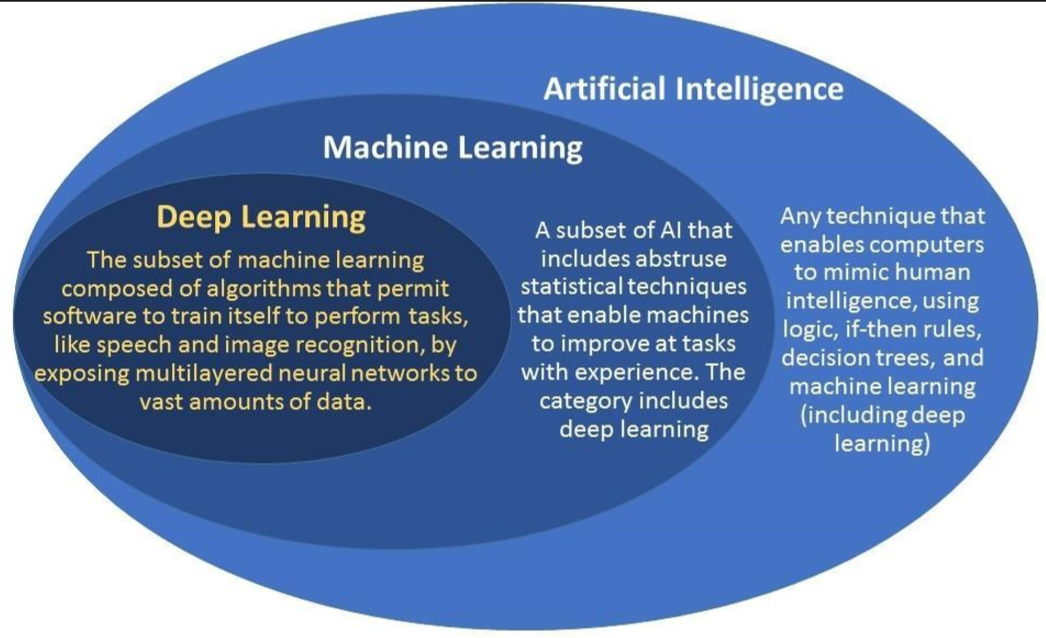 Artificial Intelligence
Machine Learning
Deep Learning
The subset of machine learning
composed of algorithms that permit
software to train itself to perform tasks,
like speech and image recognition, by
exposing multilayered neural networks to
vast amounts of data.
A subset of AI that
includes abstruse
statistical techniques
that enable machines
to improve at tasks
with experience. The
category includes
deep learning
Any technique that
enables computers
to mimic human
intelligence, using
logic, if-then rules,
decision trees, and
machine learning
(including deep
learning)